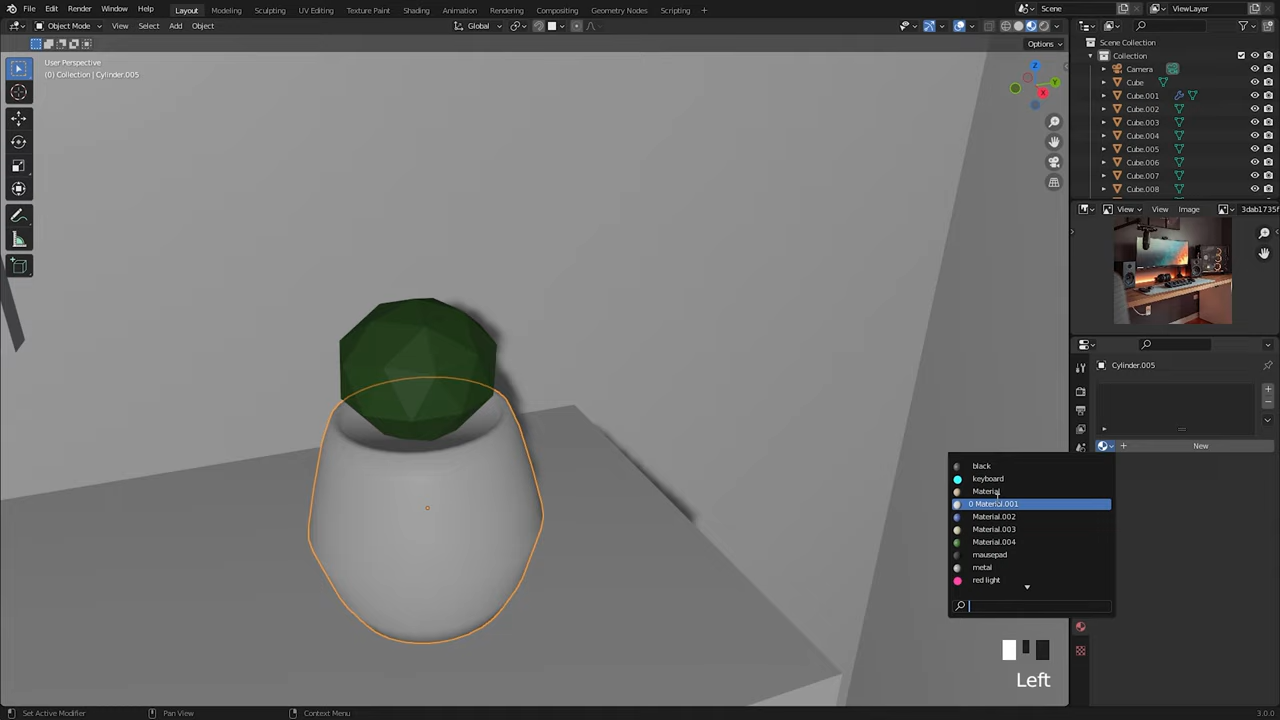 File Edit Render Window Help Layout Modeling Sculpting UV Editing Texture Paint Shading Animation Rendering Compositing Geometry Nodes Scripting + Scene ViewLayer
Object Mode View Select Add Object Global
Options
User Perspective
(0) Collection | Cylinder.005
Z
Y
X
Scene Collection
Collection
Camera
Cube
Cube.001
Cube.002
Cube.003
Cube.004
Cube.005
Cube.006
Cube.007
Cube.008
View View Image 3dab1735f
Cylinder.005
New
black
keyboard
Material
0 Material.001
Material.002
Material.003
Material.004
mausepad
metal
red light
Left
Set Active Modifier Pan View Context Menu 3.0.0